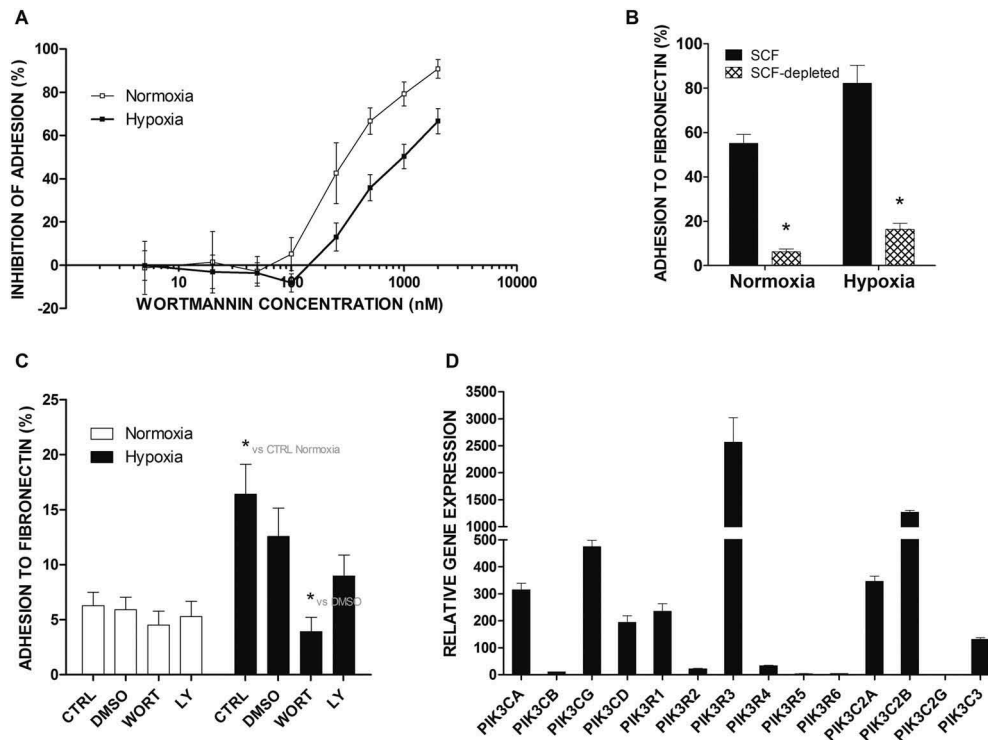 A
INHIBITION OF ADHESION (%)
100
80
60
40
20
0
-20
Normoxia
Hypoxia
10
100
1000
10000
WORTMANNIN CONCENTRATION (nM)
B
ADHESION TO FIBRONECTIN (%)
100
80
60
40
20
0
SCF
SCF-depleted
*
*
Normoxia
Hypoxia
C
ADHESION TO FIBRONECTIN (%)
25
20
15
10
5
0
Normoxia
Hypoxia
* vs CTRL Normoxia
* vs DMSO
CTRL
DMSO
WORT
LY
CTRL
DMSO
WORT
LY
D
RELATIVE GENE EXPRESSION
3500
3000
2500
2000
1500
1000
500
400
300
200
100
0
PIK3CA
PIK3CB
PIK3CG
PIK3CD
PIK3R1
PIK3R2
PIK3R3
PIK3R4
PIK3R5
PIK3R6
PIK3C2A
PIK3C2B
PIK3C2G
PIK3C3